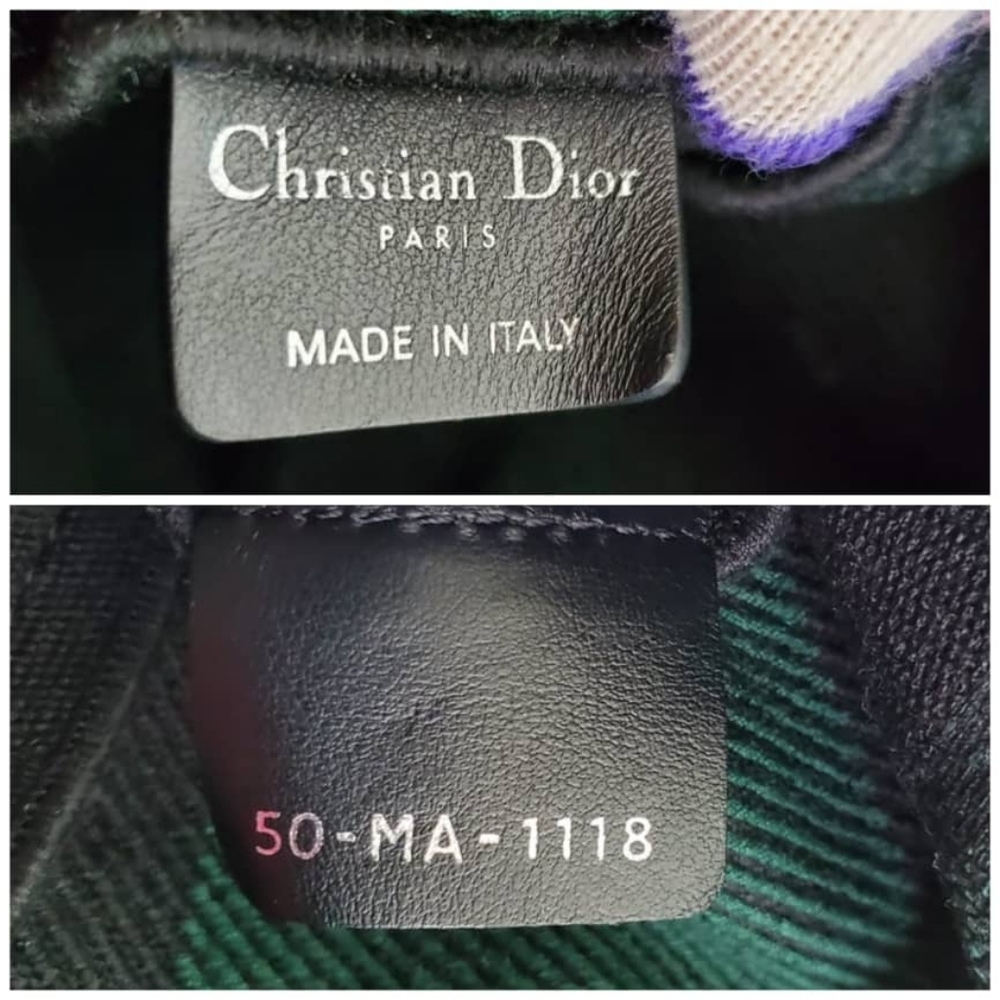 Christian Dior
PARIS
MADE IN ITALY
50-MA-1118